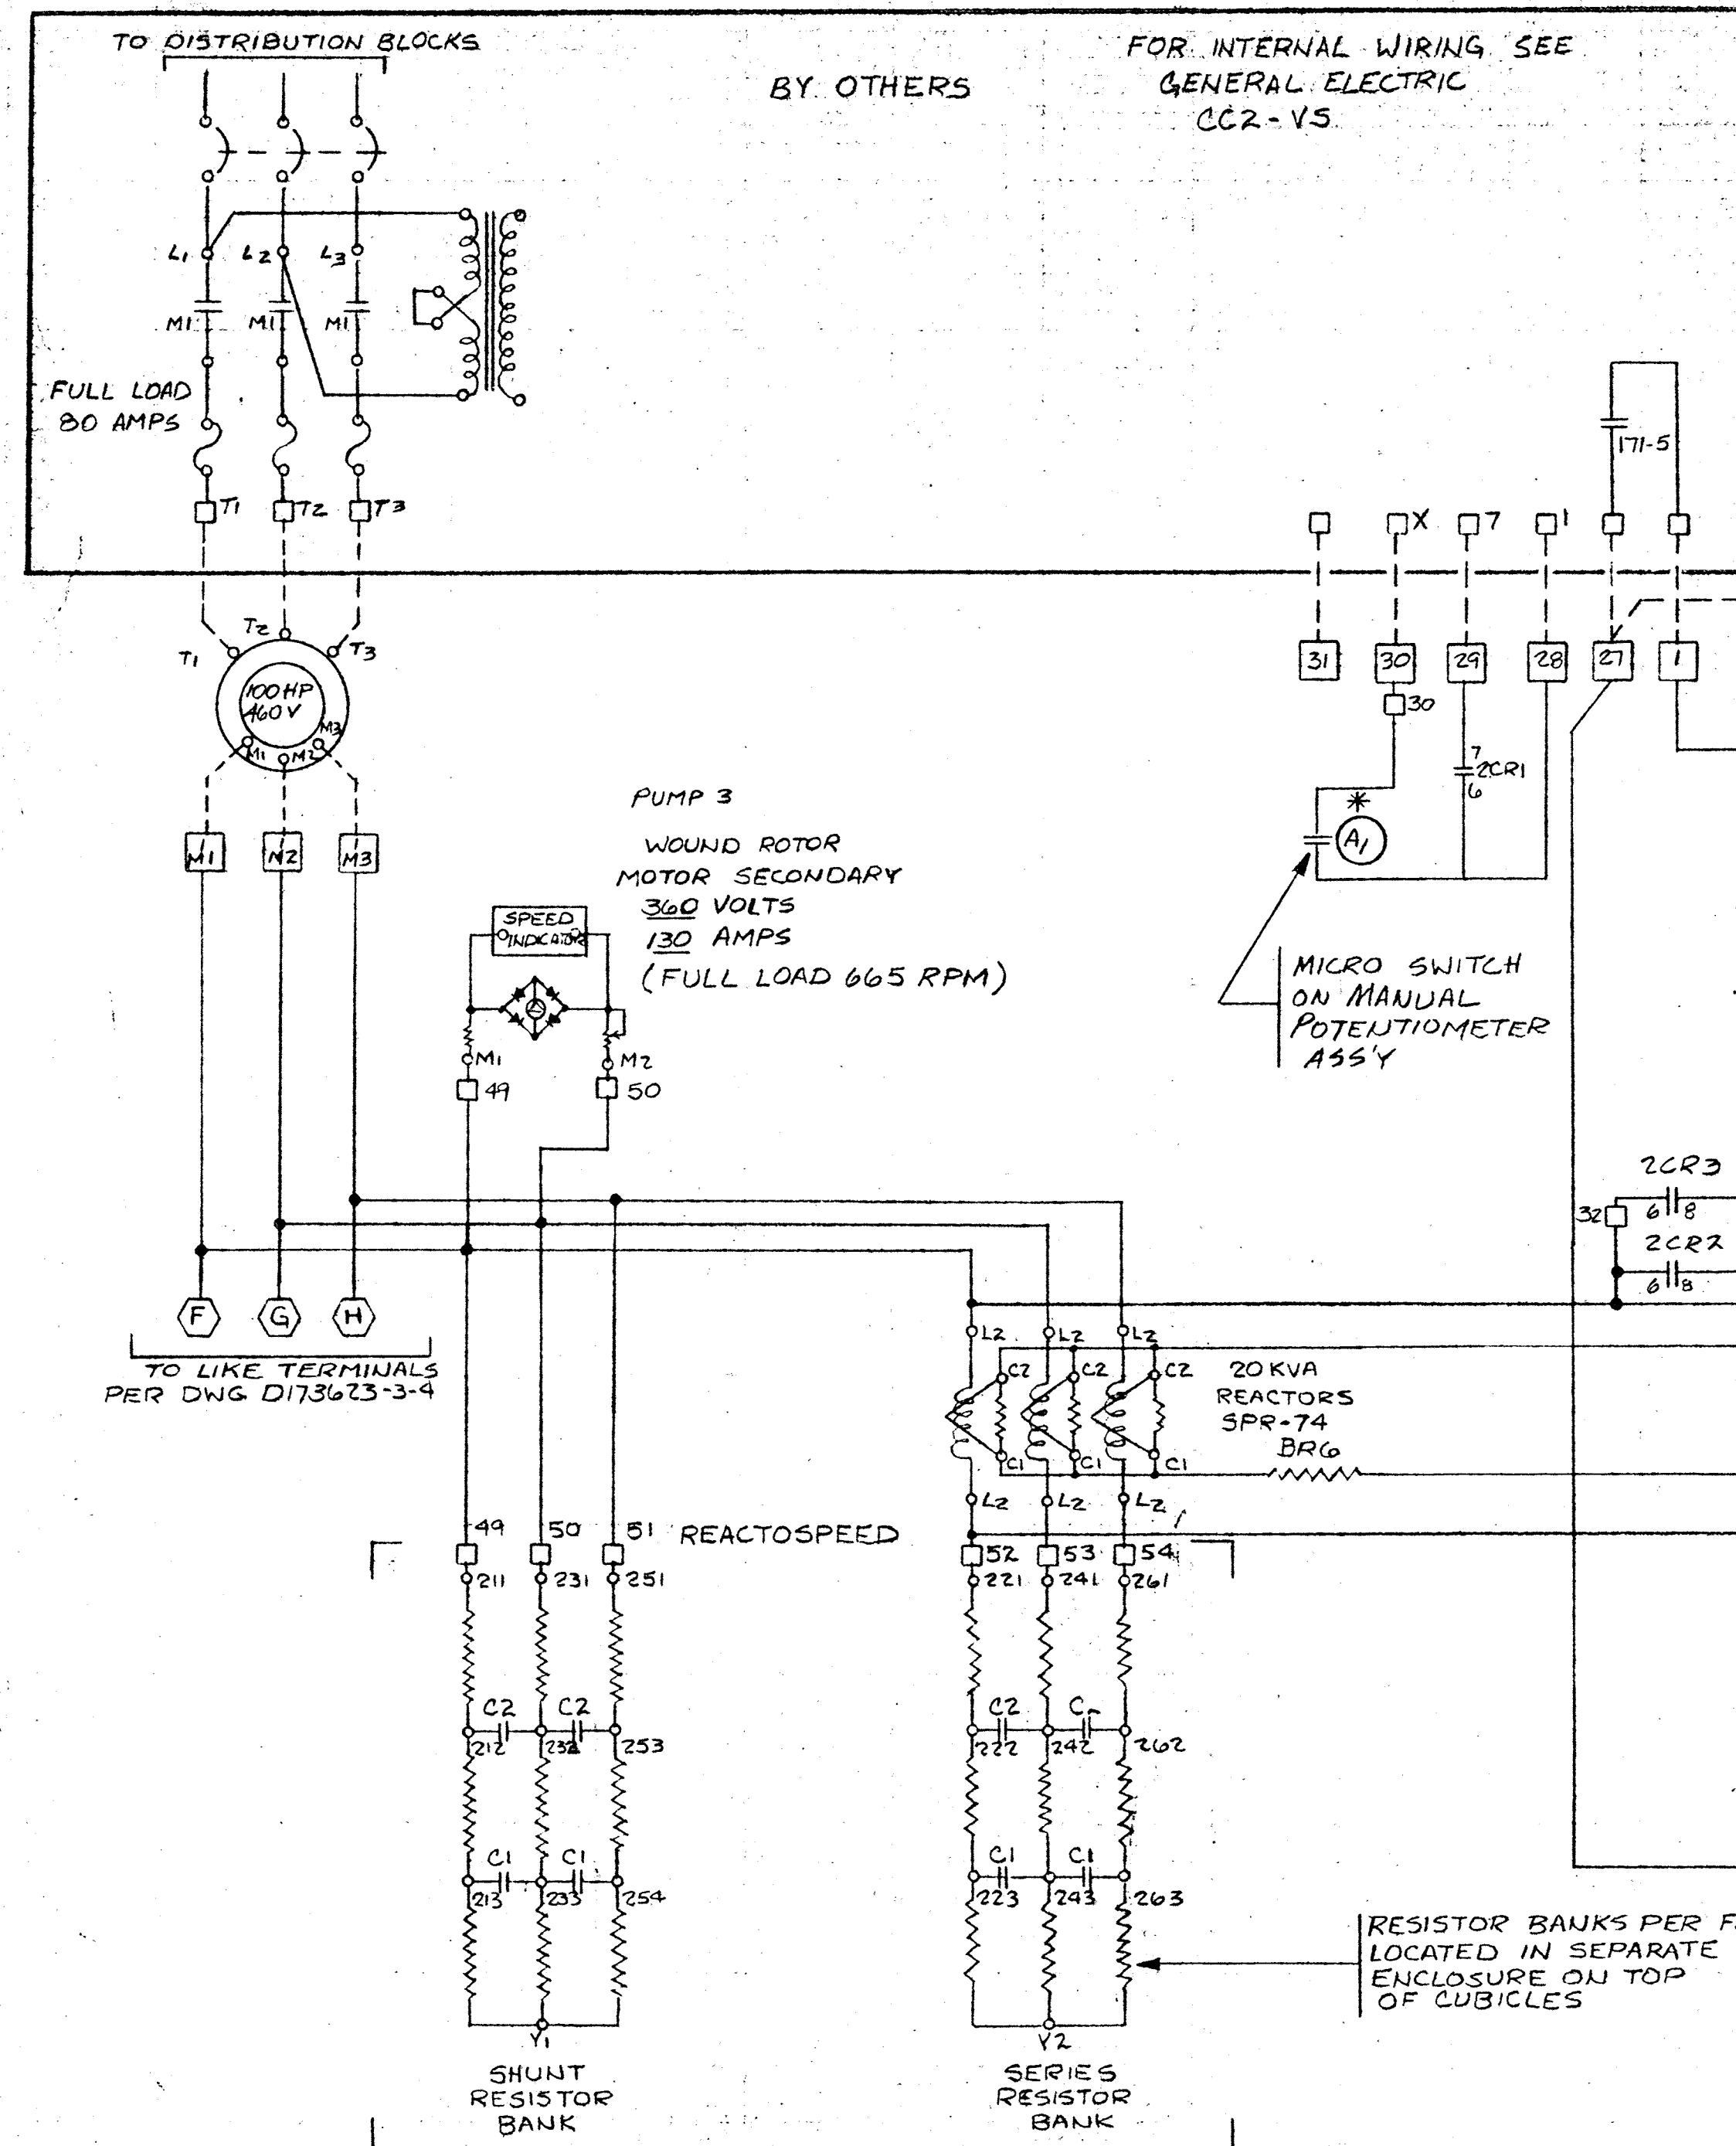 TO DISTRIBUTION BLOCKS
BY OTHERS
FOR INTERNAL WIRING SEE
GENERAL ELECTRIC
CC2-VS
L1 L2 L3
M1 M1 M1
FULL LOAD
80 AMPS
T1 T2 T3
171-5
X 7 1
T1 T2 T3
31 30 29 28 27 1
30
100HP
460V
M1 M2 M3
7
2CR1
6
*
A1
M1 M2 M3
PUMP 3
WOUND ROTOR
MOTOR SECONDARY
360 VOLTS
130 AMPS
(FULL LOAD 665 RPM)
SPEED
INDICATOR
M1 M2
49 50
MICRO SWITCH
ON MANUAL
POTENTIOMETER
ASS'Y
2CR3
32 6 8
2CR2
6 8
F G H
TO LIKE TERMINALS
PER DWG D173623-3-4
L2 L2 L2
C2 C2 C2
20 KVA
REACTORS
SPR-74
BR6
C1 C1 C1
L2 L2 L2
49 50 51 REACTOSPEED
52 53 54
211 231 251
221 241 261
C2 C2
212 253
C2
222 242 262
C1 C1
213 233 254
C1 C1
223 243 263
RESISTOR BANKS PER
LOCATED IN SEPARATE
ENCLOSURE ON TOP
OF CUBICLES
Y1
SHUNT
RESISTOR
BANK
Y2
SERIES
RESISTOR
BANK